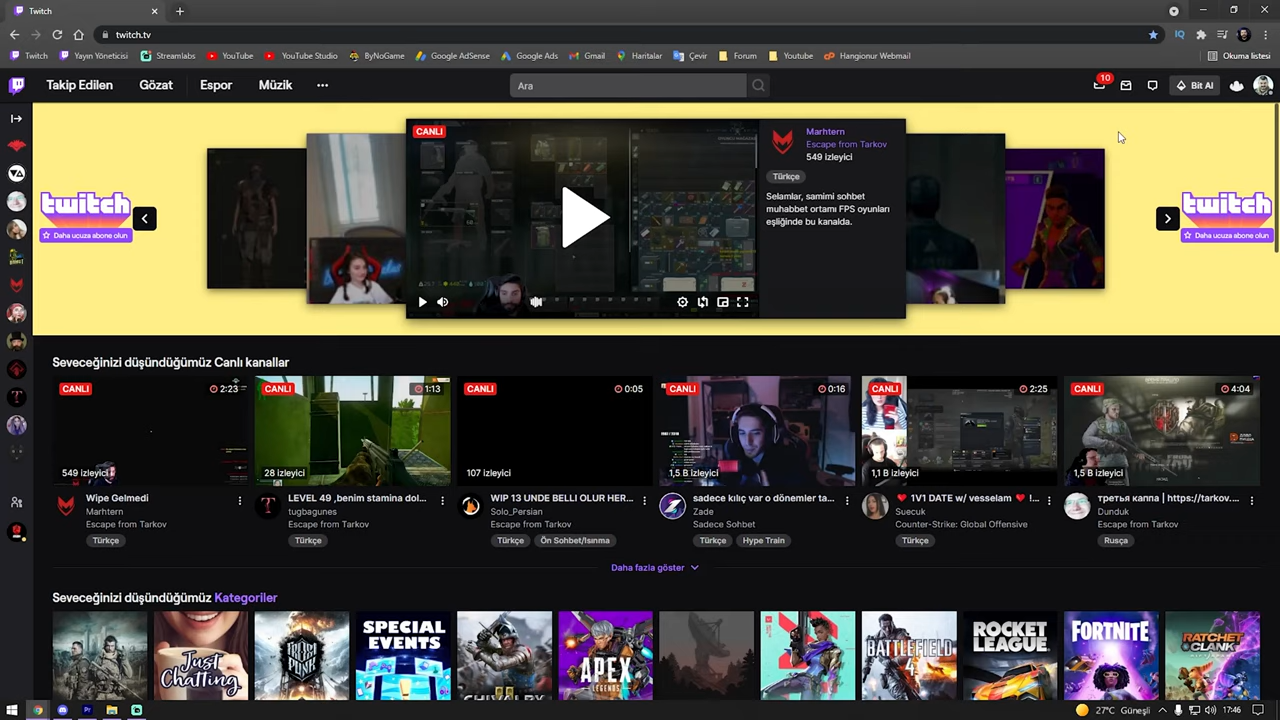 Twitch
twitch.tv
Twitch
Yayın Yöneticisi
Streamlabs
YouTube
YouTube Studio
ByNoGame
Google AdSense
Google Ads
Gmail
Haritalar
Çevir
Forum
Youtube
Hangionur Webmail
Okuma listesi
Takip Edilen
Gözat
Espor
Müzik
Ara
10
Bit Al
twitch
Daha ucuza abone olun
CANLI
Marhtern
Escape from Tarkov
549 izleyici
Türkçe
Selamlar, samimi sohbet
muhabbet ortamı FPS oyunları
eşliğinde bu kanalda.
twitch
Daha ucuza abone olun
Seveceğinizi düşündüğümüz Canlı kanallar
CANLI
2:23
549 izleyici
Wipe Gelmedi
Marhtern
Escape from Tarkov
Türkçe
CANLI
1:13
28 izleyici
LEVEL 49 ,benim stamina dol...
tugbagunes
Escape from Tarkov
Türkçe
CANLI
0:05
107 izleyici
WIP 13 UNDE BELLI OLUR HER...
Solo_Persian
Escape from Tarkov
Türkçe
Ön Sohbet/Isınma
CANLI
0:16
1,5 B izleyici
sadece kılıç var o dönemler ta...
Zade
Sadece Sohbet
Türkçe
Hype Train
CANLI
2:25
1,1 B izleyici
❤ 1V1 DATE w/ vesselam ❤ !...
Suecuk
Counter-Strike: Global Offensive
Türkçe
CANLI
4:04
1,5 B izleyici
третья каппа | https://tarkov....
Dunduk
Escape from Tarkov
Rusça
Daha fazla göster
Seveceğinizi düşündüğümüz Kategoriler
Just
Chatting
FROST
PUNK
SPECIAL
EVENTS
CHIVALRY
APEX
LEGENDS
BATTLEFIELD
4
ROCKET
LEAGUE
FORTNITE
RATCHET
CLANK
27°C Güneşli
17:46